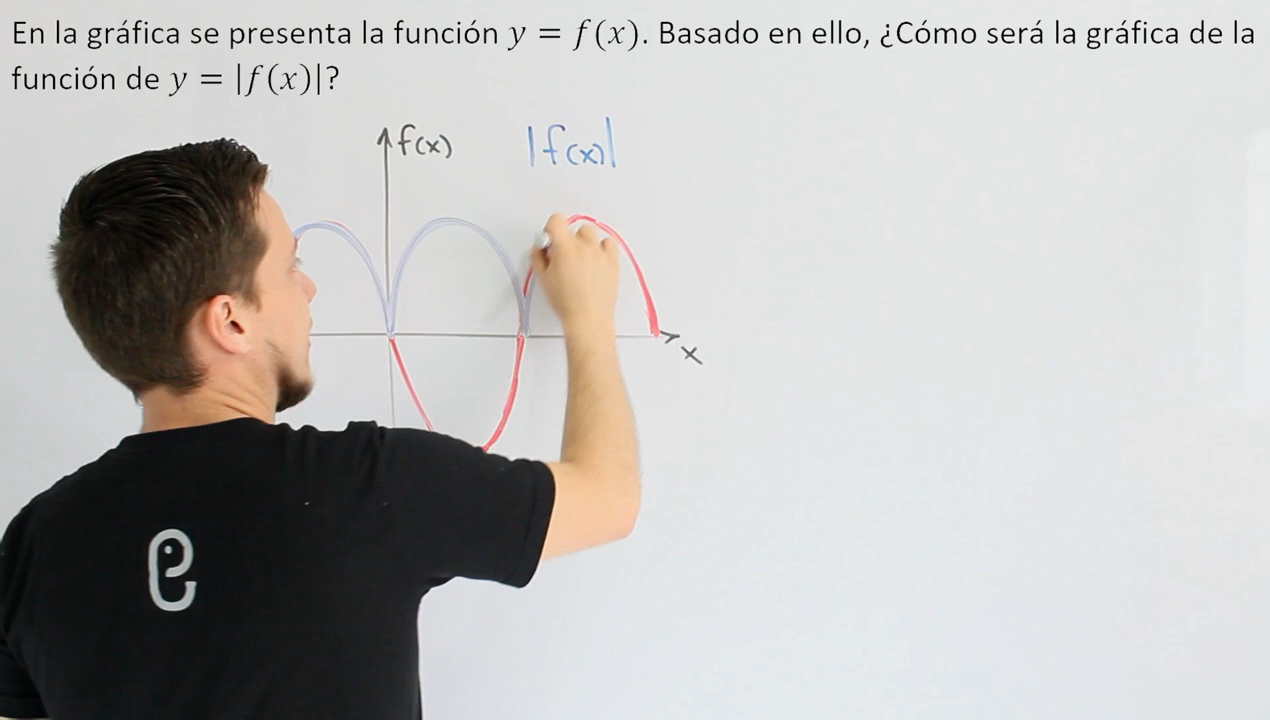 En la gráfica se presenta la función y = f(x). Basado en ello, ¿Cómo será la gráfica de la
función de y = |f(x)|?
f(x) |f(x)|
x
e